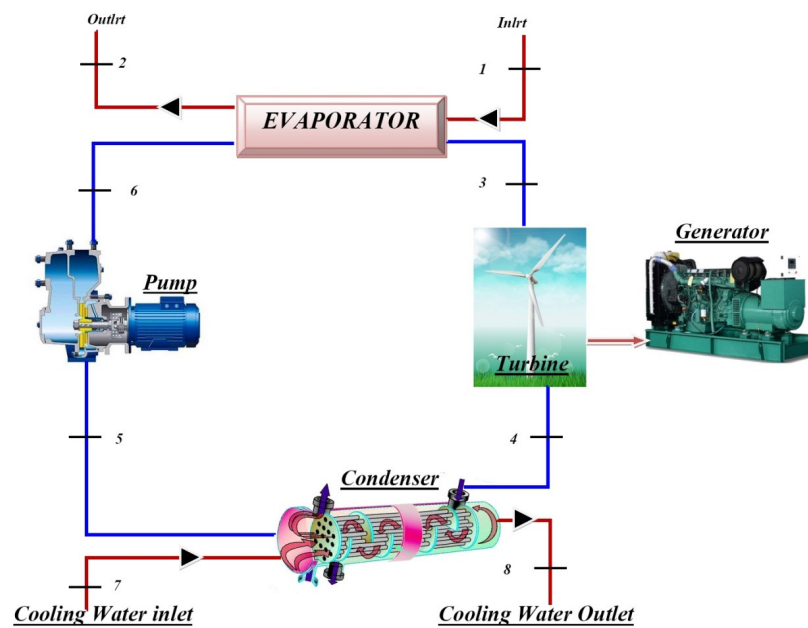 Outlrt
Inlrt
2
1
EVAPORATOR
6
3
Generator
Pump
Turbine
5
4
Condenser
7
8
Cooling Water inlet
Cooling Water Outlet